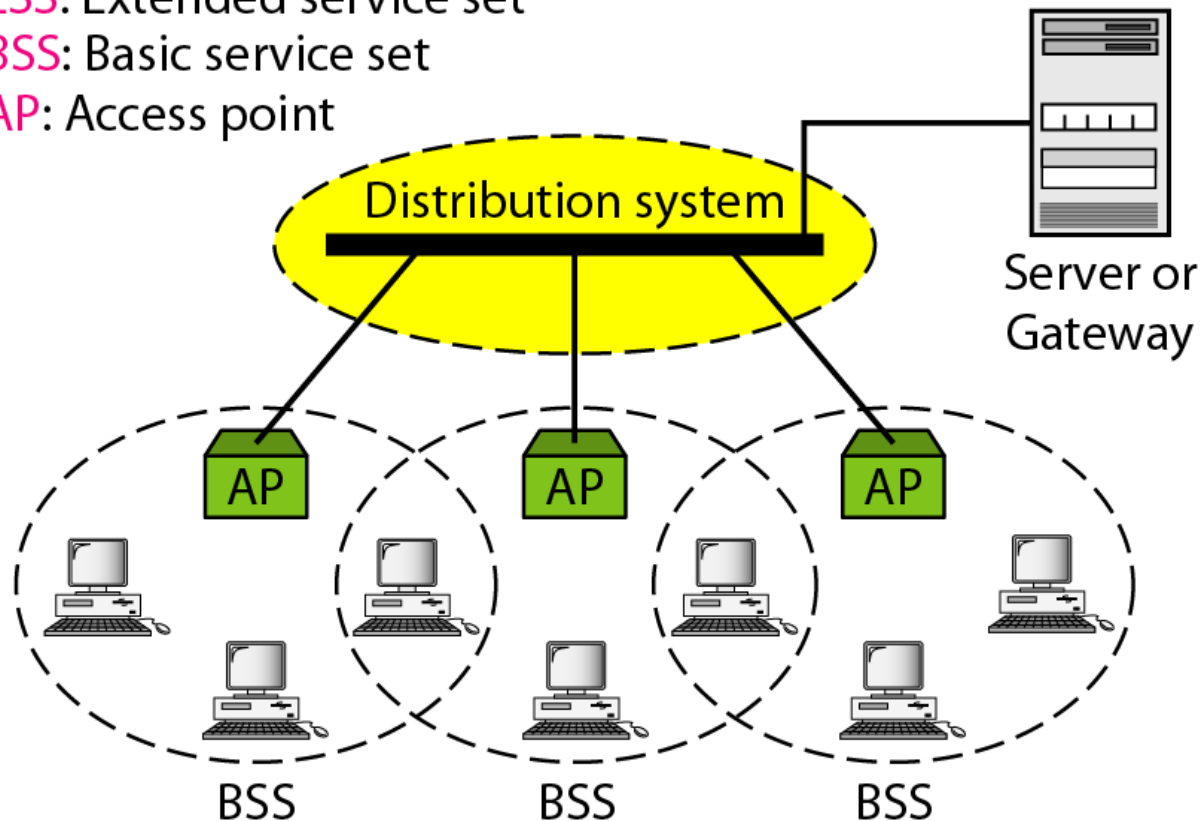 ESS: Extended service set
BSS: Basic service set
AP: Access point
Distribution system
Server or
Gateway
AP AP AP
BSS BSS BSS